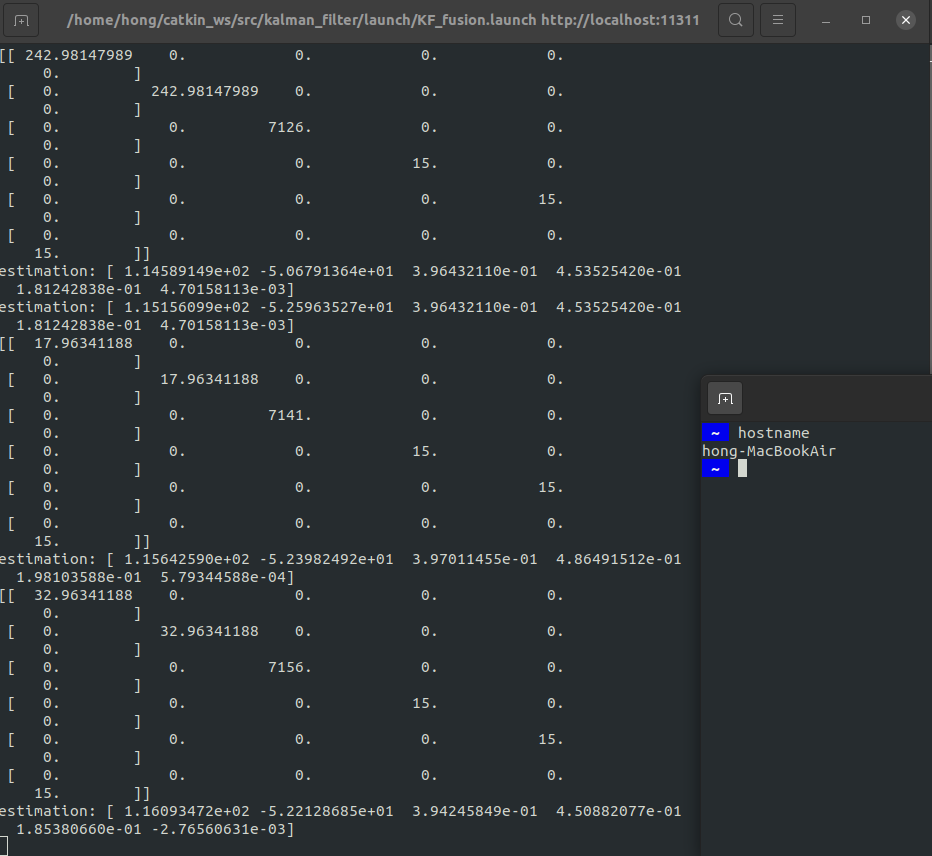 /home/hong/catkin_ws/src/kalman_filter/launch/KF_fusion.launch http://localhost:11311
[[ 242.98147989    0.            0.            0.            0.
     0.        ]
 [   0.          242.98147989    0.            0.            0.
     0.        ]
 [   0.            0.         7126.            0.            0.
     0.        ]
 [   0.            0.            0.           15.            0.
     0.        ]
 [   0.            0.            0.            0.           15.
     0.        ]
 [   0.            0.            0.            0.            0.
    15.        ]]
estimation: [ 1.14589149e+02 -5.06791364e+01  3.96432110e-01  4.53525420e-01
  1.81242838e-01  4.70158113e-03]
estimation: [ 1.15156099e+02 -5.25963527e+01  3.96432110e-01  4.53525420e-01
  1.81242838e-01  4.70158113e-03]
[[  17.96341188    0.            0.            0.            0.
     0.        ]
 [   0.           17.96341188    0.            0.            0.
     0.        ]
 [   0.            0.         7141.            0.            0.
     0.        ]
 [   0.            0.            0.           15.            0.
     0.        ]
 [   0.            0.            0.            0.           15.
     0.        ]
 [   0.            0.            0.            0.            0.
    15.        ]]
estimation: [ 1.15642590e+02 -5.23982492e+01  3.97011455e-01  4.86491512e-01
  1.98103588e-01  5.79344588e-04]
[[  32.96341188    0.            0.            0.            0.
     0.        ]
 [   0.           32.96341188    0.            0.            0.
     0.        ]
 [   0.            0.         7156.            0.            0.
     0.        ]
 [   0.            0.            0.           15.            0.
     0.        ]
 [   0.            0.            0.            0.           15.
     0.        ]
 [   0.            0.            0.            0.            0.
    15.        ]]
estimation: [ 1.16093472e+02 -5.22128685e+01  3.94245849e-01  4.50882077e-01
  1.85380660e-01 -2.76560631e-03]
~ hostname
hong-MacBookAir
~